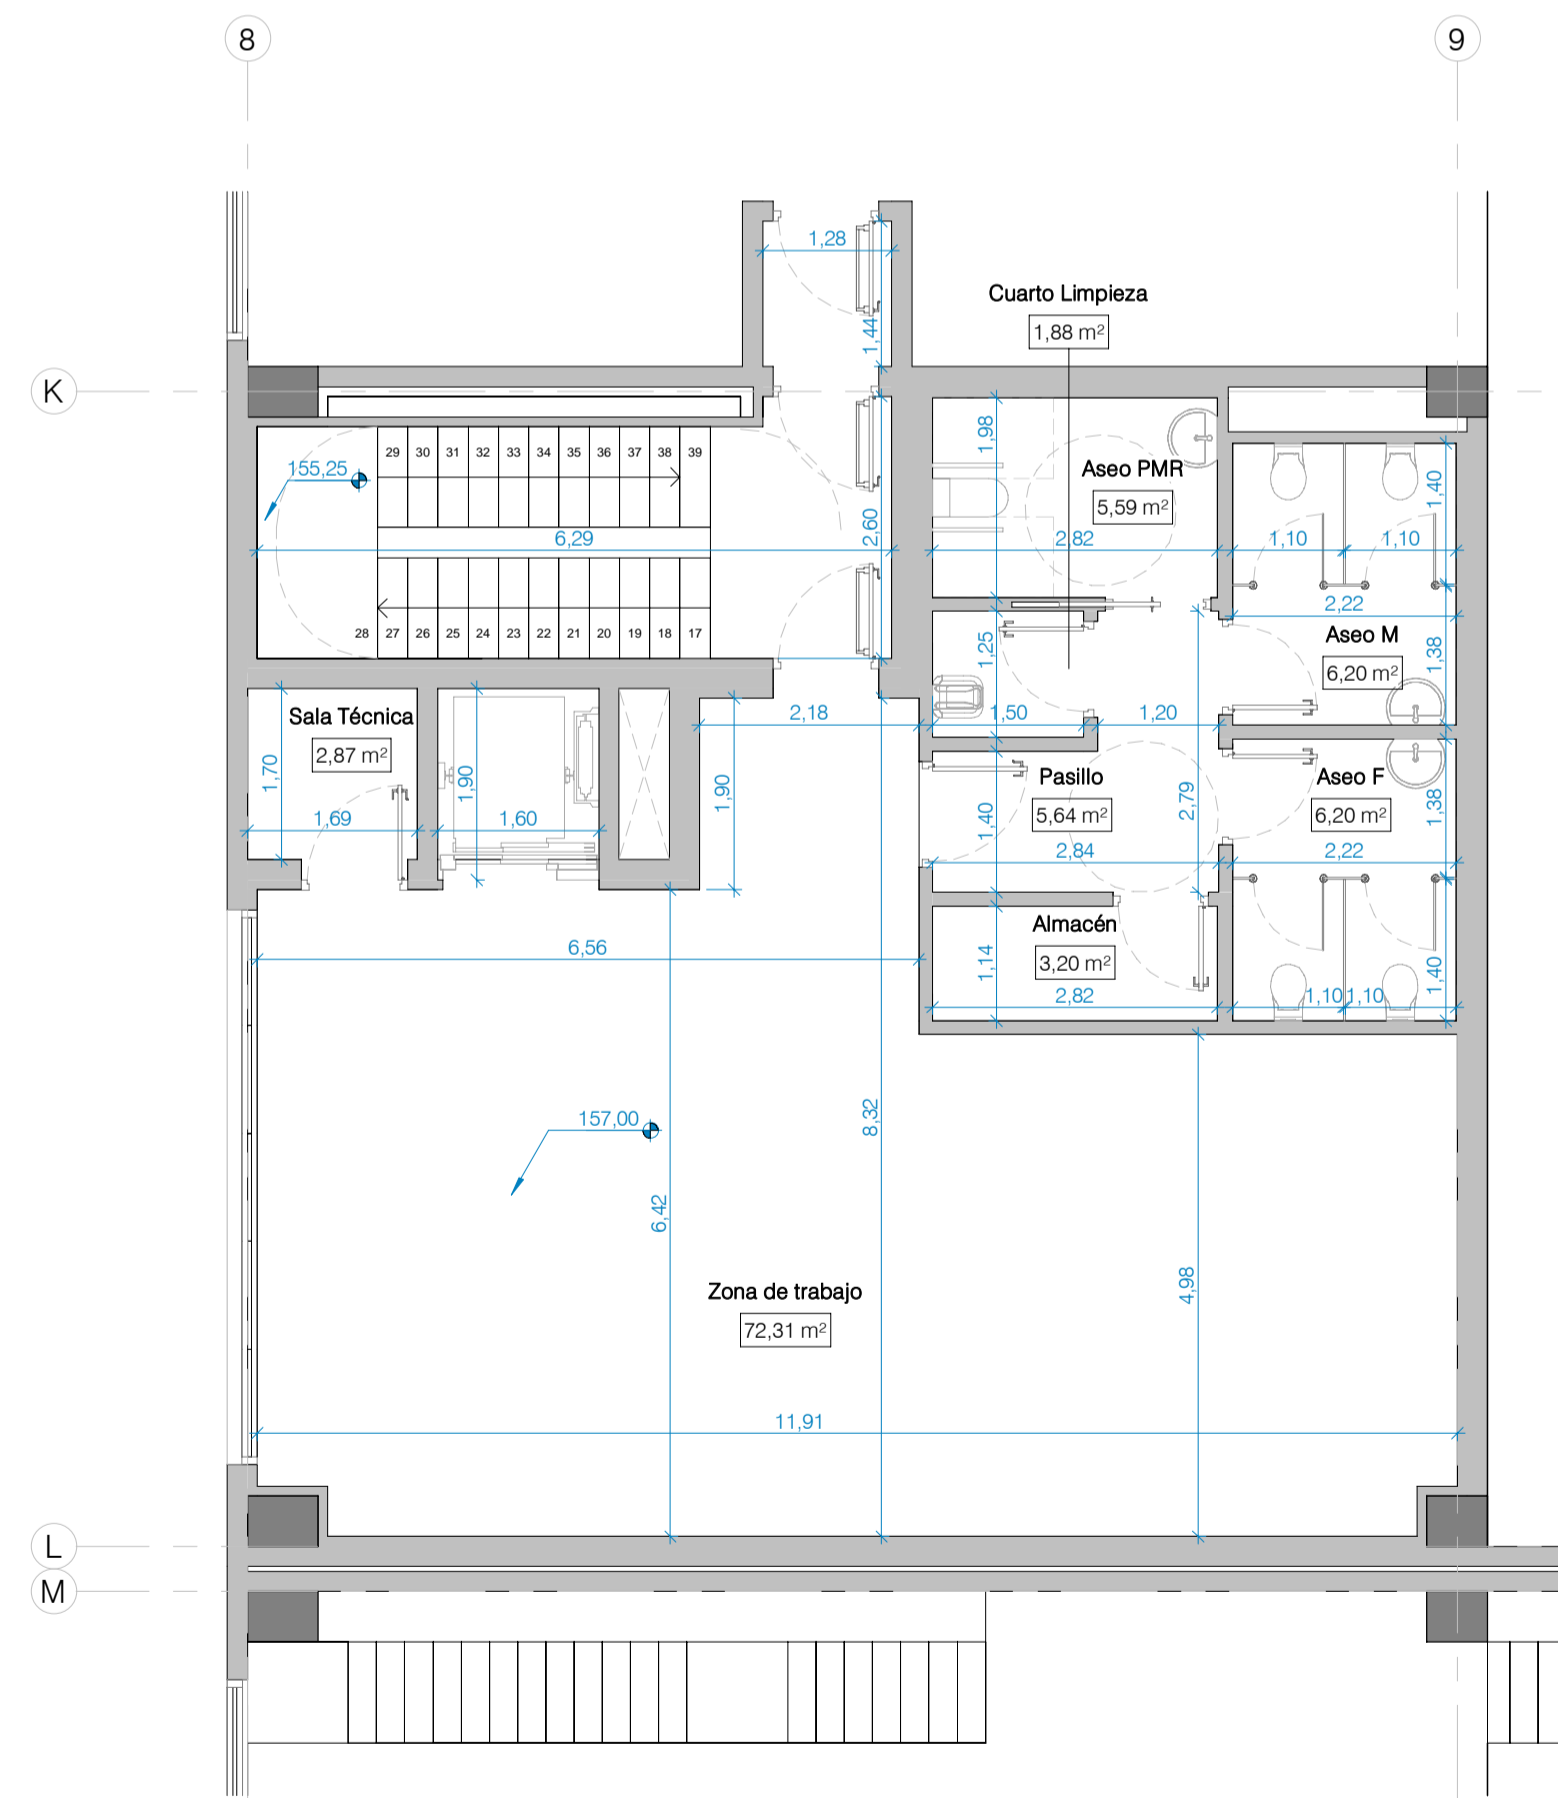 8
9
1,28
Cuarto Limpieza
1,88 m²
1,44
K
29 30 31 32 33 34 35 36 37 38 39
155,25
1,98
Aseo PMR
5,59 m²
1,40
6,29
2,60
2,82
1,10
1,10
2,22
28 27 26 25 24 23 22 21 20 19 18 17
1,25
Aseo M
6,20 m²
1,38
Sala Técnica
2,87 m²
2,18
1,50
1,20
1,70
1,90
1,90
1,69
1,60
Pasillo
5,64 m²
1,40
2,79
2,84
Aseo F
6,20 m²
1,38
2,22
6,56
Almacén
3,20 m²
1,14
2,82
1,10
1,10
1,40
157,00
8,32
6,42
4,98
Zona de trabajo
72,31 m²
11,91
L
M